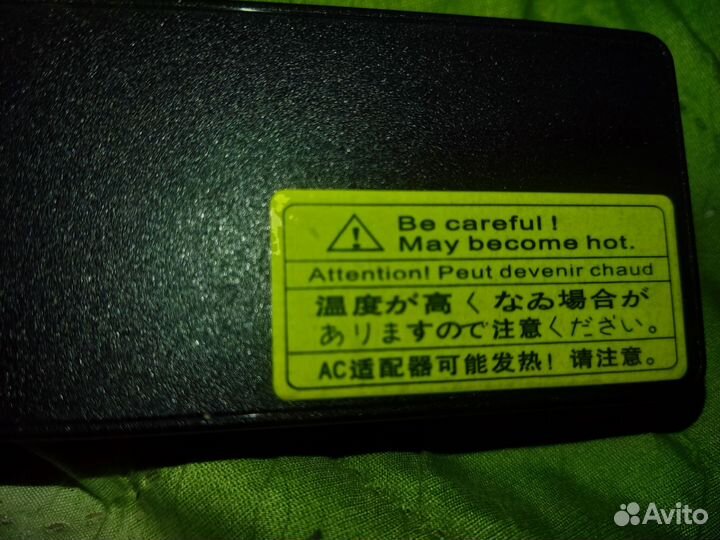 Be careful !
May become hot.
Attention! Peut devenir chaud
温度が高くなゐ場合が
ありますので注意ください。
AC适配器可能发热! 请注意。
Avito